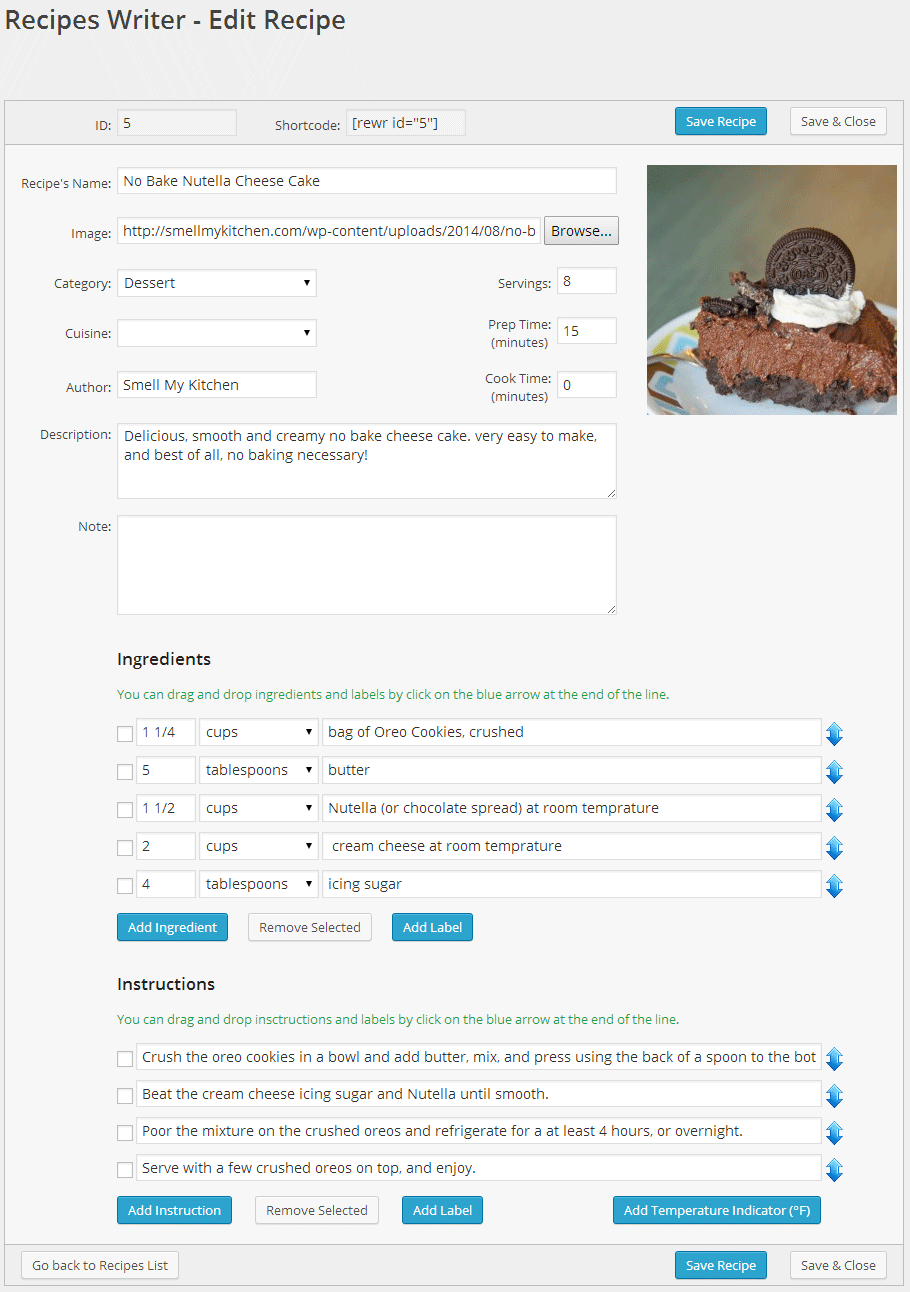 Recipes Writer - Edit Recipe
ID: 5 Shortcode: [rewr id="5"] Save Recipe Save & Close
Recipe's Name: No Bake Nutella Cheese Cake
Image: http://smellmykitchen.com/wp-content/uploads/2014/08/no-b Browse...
Category: Dessert Servings: 8
Cuisine: Prep Time: (minutes) 15
Author: Smell My Kitchen Cook Time: (minutes) 0
Description: Delicious, smooth and creamy no bake cheese cake. very easy to make,
and best of all, no baking necessary!
Note:
Ingredients
You can drag and drop ingredients and labels by click on the blue arrow at the end of the line.
1 1/4 cups bag of Oreo Cookies, crushed
5 tablespoons butter
1 1/2 cups Nutella (or chocolate spread) at room temprature
2 cups cream cheese at room temprature
4 tablespoons icing sugar
Add Ingredient Remove Selected Add Label
Instructions
You can drag and drop insctructions and labels by click on the blue arrow at the end of the line.
Crush the oreo cookies in a bowl and add butter, mix, and press using the back of a spoon to the bot
Beat the cream cheese icing sugar and Nutella until smooth.
Poor the mixture on the crushed oreos and refrigerate for a at least 4 hours, or overnight.
Serve with a few crushed oreos on top, and enjoy.
Add Instruction Remove Selected Add Label Add Temperature Indicator (ºF)
Go back to Recipes List Save Recipe Save & Close